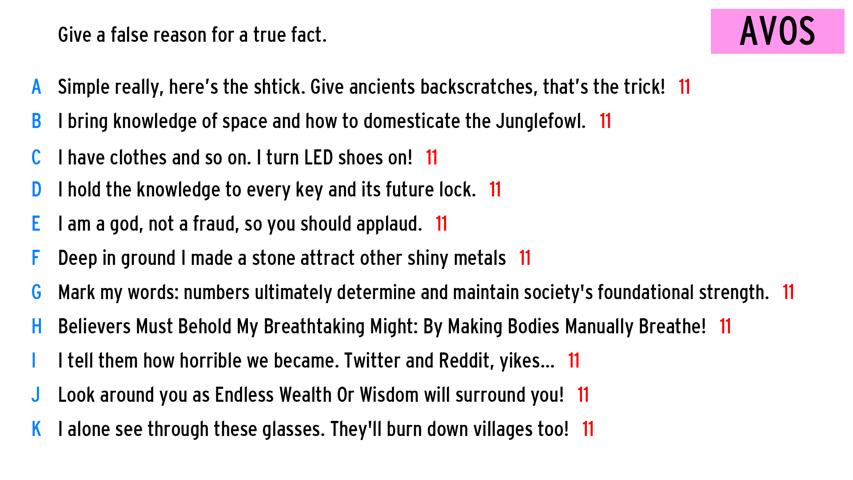 Give a false reason for a true fact.
AVOS
A Simple really, here's the shtick. Give ancients backscratches, that's the trick! 11
B I bring knowledge of space and how to domesticate the Junglefowl. 11
C I have clothes and so on. I turn LED shoes on! 11
D I hold the knowledge to every key and its future lock. 11
E I am a god, not a fraud, so you should applaud. 11
F Deep in ground I made a stone attract other shiny metals 11
G Mark my words: numbers ultimately determine and maintain society's foundational strength. 11
H Believers Must Behold My Breathtaking Might: By Making Bodies Manually Breathe! 11
I I tell them how horrible we became. Twitter and Reddit, yikes... 11
J Look around you as Endless Wealth Or Wisdom will surround you! 11
K I alone see through these glasses. They'll burn down villages too! 11